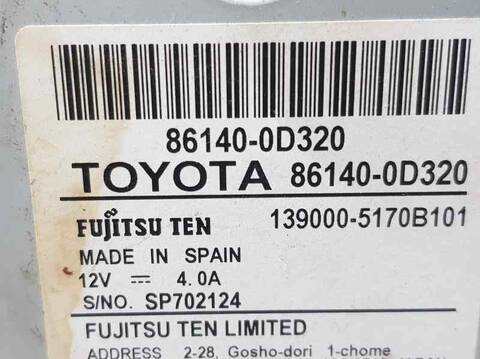 86140-0D320
TOYOTA 86140-0D320
FUJITSU TEN 139000-5170B101
MADE IN SPAIN
12V ⎓ 4.0A
S/NO. SP702124
FUJITSU TEN LIMITED
ADDRESS 2-28, Gosho-dori 1-chome